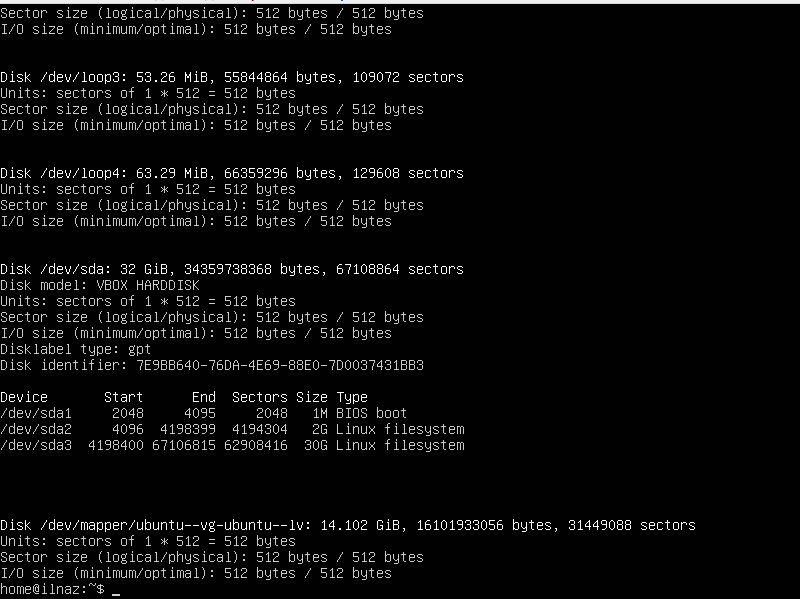 Sector size (logical/physical): 512 bytes / 512 bytes
I/O size (minimum/optimal): 512 bytes / 512 bytes
Disk /dev/loop3: 53.26 MiB, 55844864 bytes, 109072 sectors
Units: sectors of 1 * 512 = 512 bytes
Sector size (logical/physical): 512 bytes / 512 bytes
I/O size (minimum/optimal): 512 bytes / 512 bytes
Disk /dev/loop4: 63.29 MiB, 66359296 bytes, 129608 sectors
Units: sectors of 1 * 512 = 512 bytes
Sector size (logical/physical): 512 bytes / 512 bytes
I/O size (minimum/optimal): 512 bytes / 512 bytes
Disk /dev/sda: 32 GiB, 34359738368 bytes, 67108864 sectors
Disk model: VBOX HARDDISK
Units: sectors of 1 * 512 = 512 bytes
Sector size (logical/physical): 512 bytes / 512 bytes
I/O size (minimum/optimal): 512 bytes / 512 bytes
Disklabel type: gpt
Disk identifier: 7E9BB640-76DA-4E69-88E0-7D0037431BB3
Device Start End Sectors Size Type
/dev/sda1 2048 4095 2048 1M BIOS boot
/dev/sda2 4096 4198399 4194304 2G Linux filesystem
/dev/sda3 4198400 67106815 62908416 30G Linux filesystem
Disk /dev/mapper/ubuntu--vg-ubuntu--lv: 14.102 GiB, 16101933056 bytes, 31449088 sectors
Units: sectors of 1 * 512 = 512 bytes
Sector size (logical/physical): 512 bytes / 512 bytes
I/O size (minimum/optimal): 512 bytes / 512 bytes
home@ilnaz:~$ _